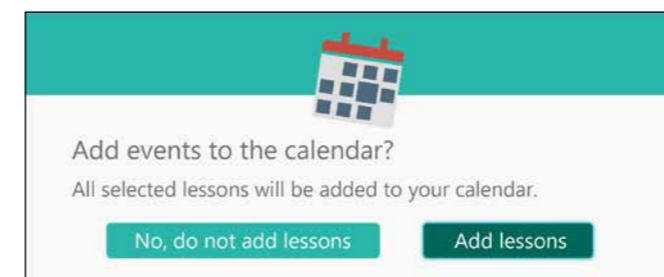 Add events to the calendar?
All selected lessons will be added to your calendar.
No, do not add lessons
Add lessons